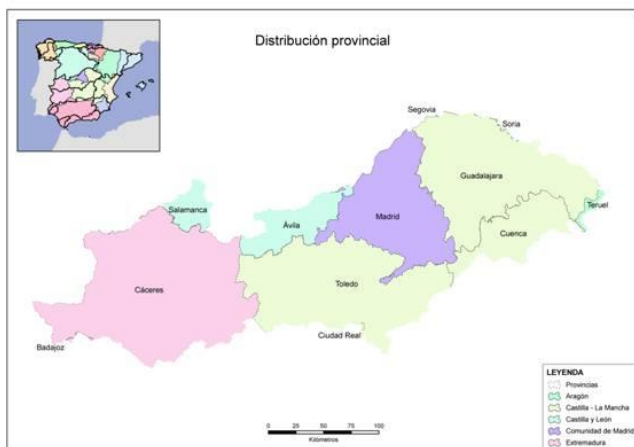 Distribución provincial
Segovia
Soria
Guadalajara
Salamanca
Teruel
Ávila
Madrid
Cuenca
Cáceres
Toledo
Ciudad Real
Badajoz
LEYENDA
Provincias
Aragón
Castilla - La Mancha
Castilla y León
Comunidad de Madrid
Extremadura
0 25 50 75 100
Kilómetros